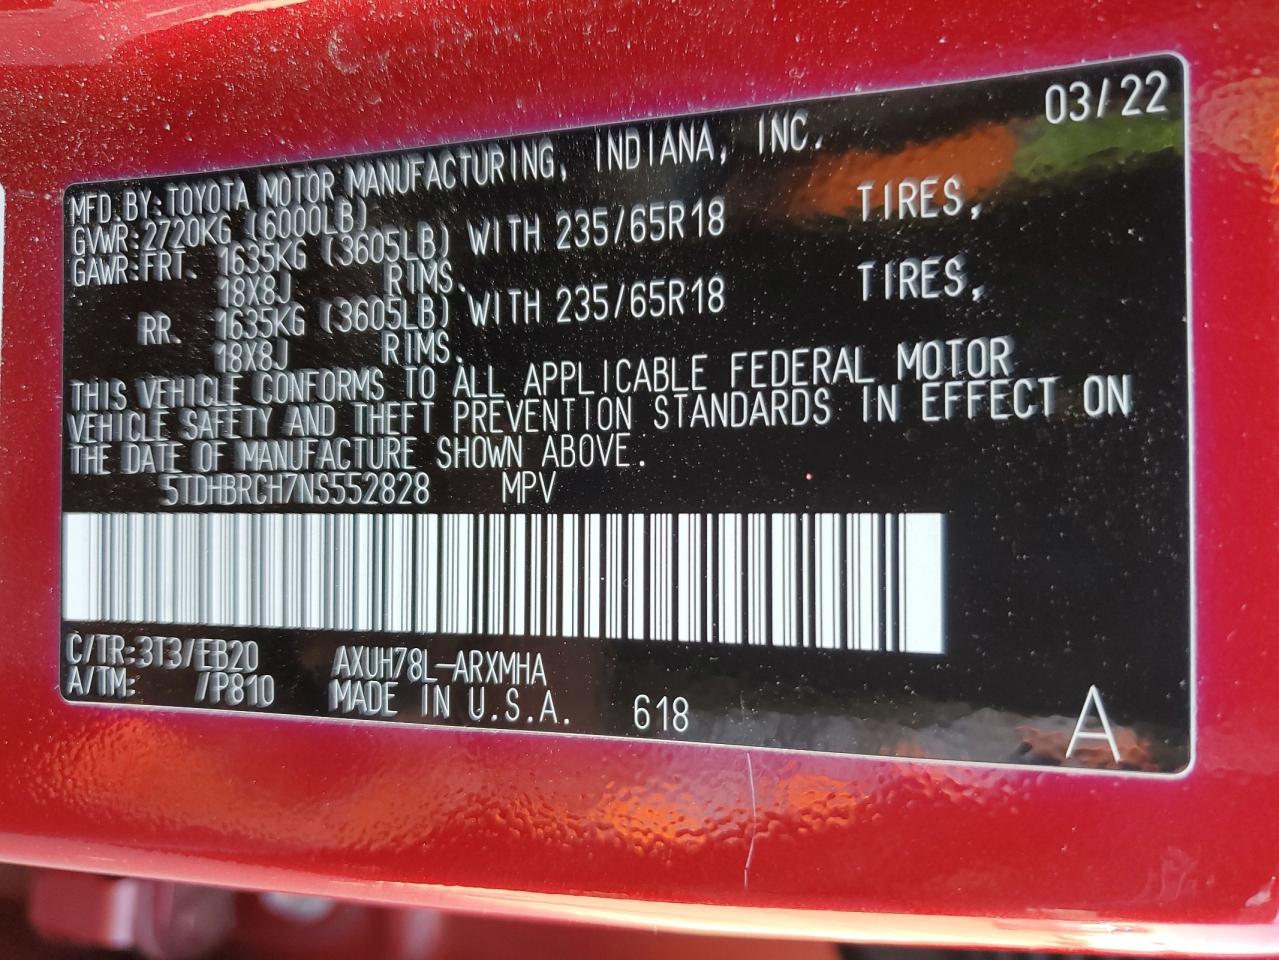 03/22
MFD.BY:TOYOTA MOTOR MANUFACTURING, INDIANA, INC.
GVWR:2720KG (6000LB)
GAWR:FRT. 1635KG (3605LB) WITH 235/65R18 TIRES,
18X8J RIMS.
RR. 1635KG (3605LB) WITH 235/65R18 TIRES,
18X8J RIMS.
THIS VEHICLE CONFORMS TO ALL APPLICABLE FEDERAL MOTOR
VEHICLE SAFETY AND THEFT PREVENTION STANDARDS IN EFFECT ON
THE DATE OF MANUFACTURE SHOWN ABOVE.
5TDHBRCH7NS552828 MPV
C/TR:3T3/EB20 AXUH78L-ARXMHA
A/TM: /P810 MADE IN U.S.A. 618 A